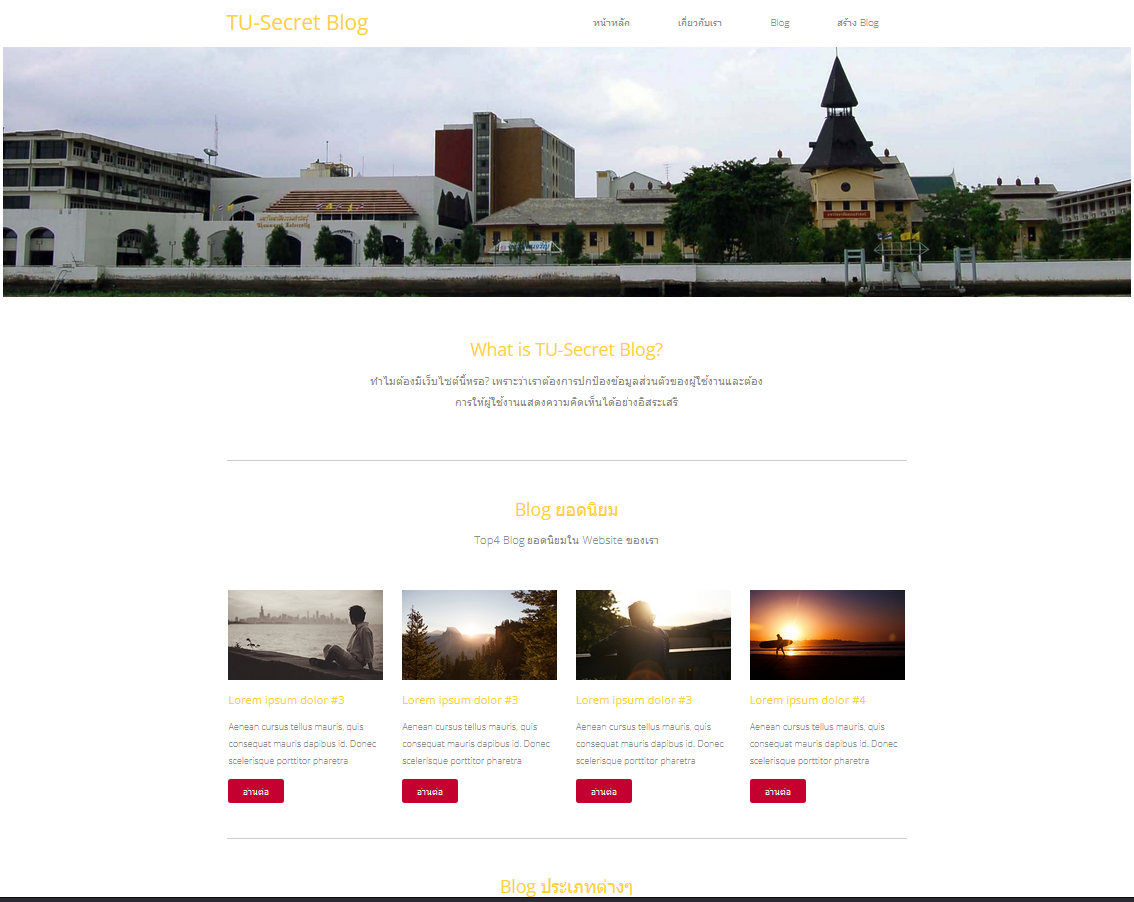 TU-Secret Blog
หน้าหลัก เกี่ยวกับเรา Blog สร้าง Blog
What is TU-Secret Blog?
ทำไมต้องมีเว็บไซต์นี้หรอ? เพราะว่าเราต้องการปกป้องข้อมูลส่วนตัวของผู้ใช้งานและต้อง
การให้ผู้ใช้งานแสดงความคิดเห็นได้อย่างอิสระเสรี
Blog ยอดนิยม
Top4 Blog ยอดนิยมใน Website ของเรา
Lorem ipsum dolor #3
Aenean cursus tellus mauris, quis
consequat mauris dapibus id. Donec
scelerisque porttitor pharetra
อ่านต่อ
Lorem ipsum dolor #3
Aenean cursus tellus mauris, quis
consequat mauris dapibus id. Donec
scelerisque porttitor pharetra
อ่านต่อ
Lorem ipsum dolor #3
Aenean cursus tellus mauris, quis
consequat mauris dapibus id. Donec
scelerisque porttitor pharetra
อ่านต่อ
Lorem ipsum dolor #4
Aenean cursus tellus mauris, quis
consequat mauris dapibus id. Donec
scelerisque porttitor pharetra
อ่านต่อ
Blog ประเภทต่างๆ